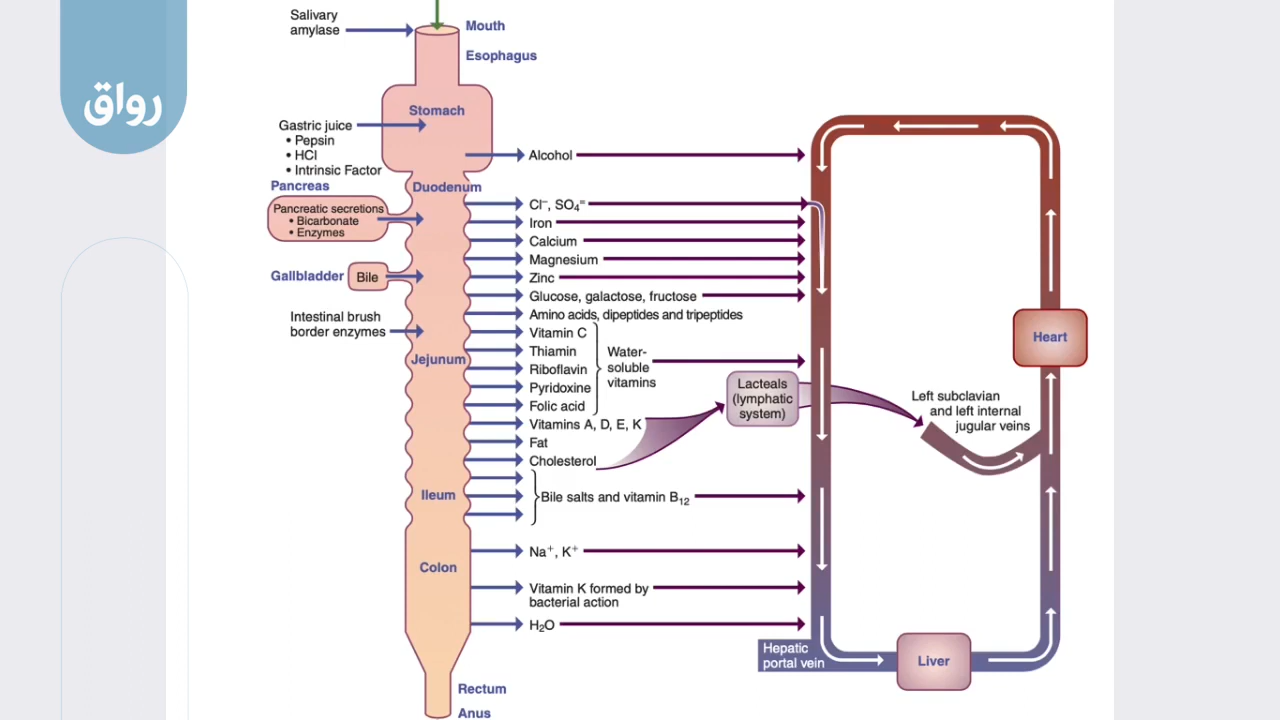 رواق
Salivary
amylase
Mouth
Esophagus
Stomach
Gastric juice
• Pepsin
• HCl
• Intrinsic Factor
Alcohol
Pancreas
Duodenum
Pancreatic secretions
• Bicarbonate
• Enzymes
Cl⁻, SO₄⁼
Iron
Calcium
Magnesium
Gallbladder
Bile
Zinc
Glucose, galactose, fructose
Intestinal brush
border enzymes
Amino acids, dipeptides and tripeptides
Vitamin C
Thiamin
Riboflavin
Pyridoxine
Folic acid
Water-
soluble
vitamins
Jejunum
Vitamins A, D, E, K
Fat
Cholesterol
Lacteals
(lymphatic
system)
Left subclavian
and left internal
jugular veins
Heart
Ileum
Bile salts and vitamin B₁₂
Na⁺, K⁺
Colon
Vitamin K formed by
bacterial action
H₂O
Hepatic
portal vein
Liver
Rectum
Anus